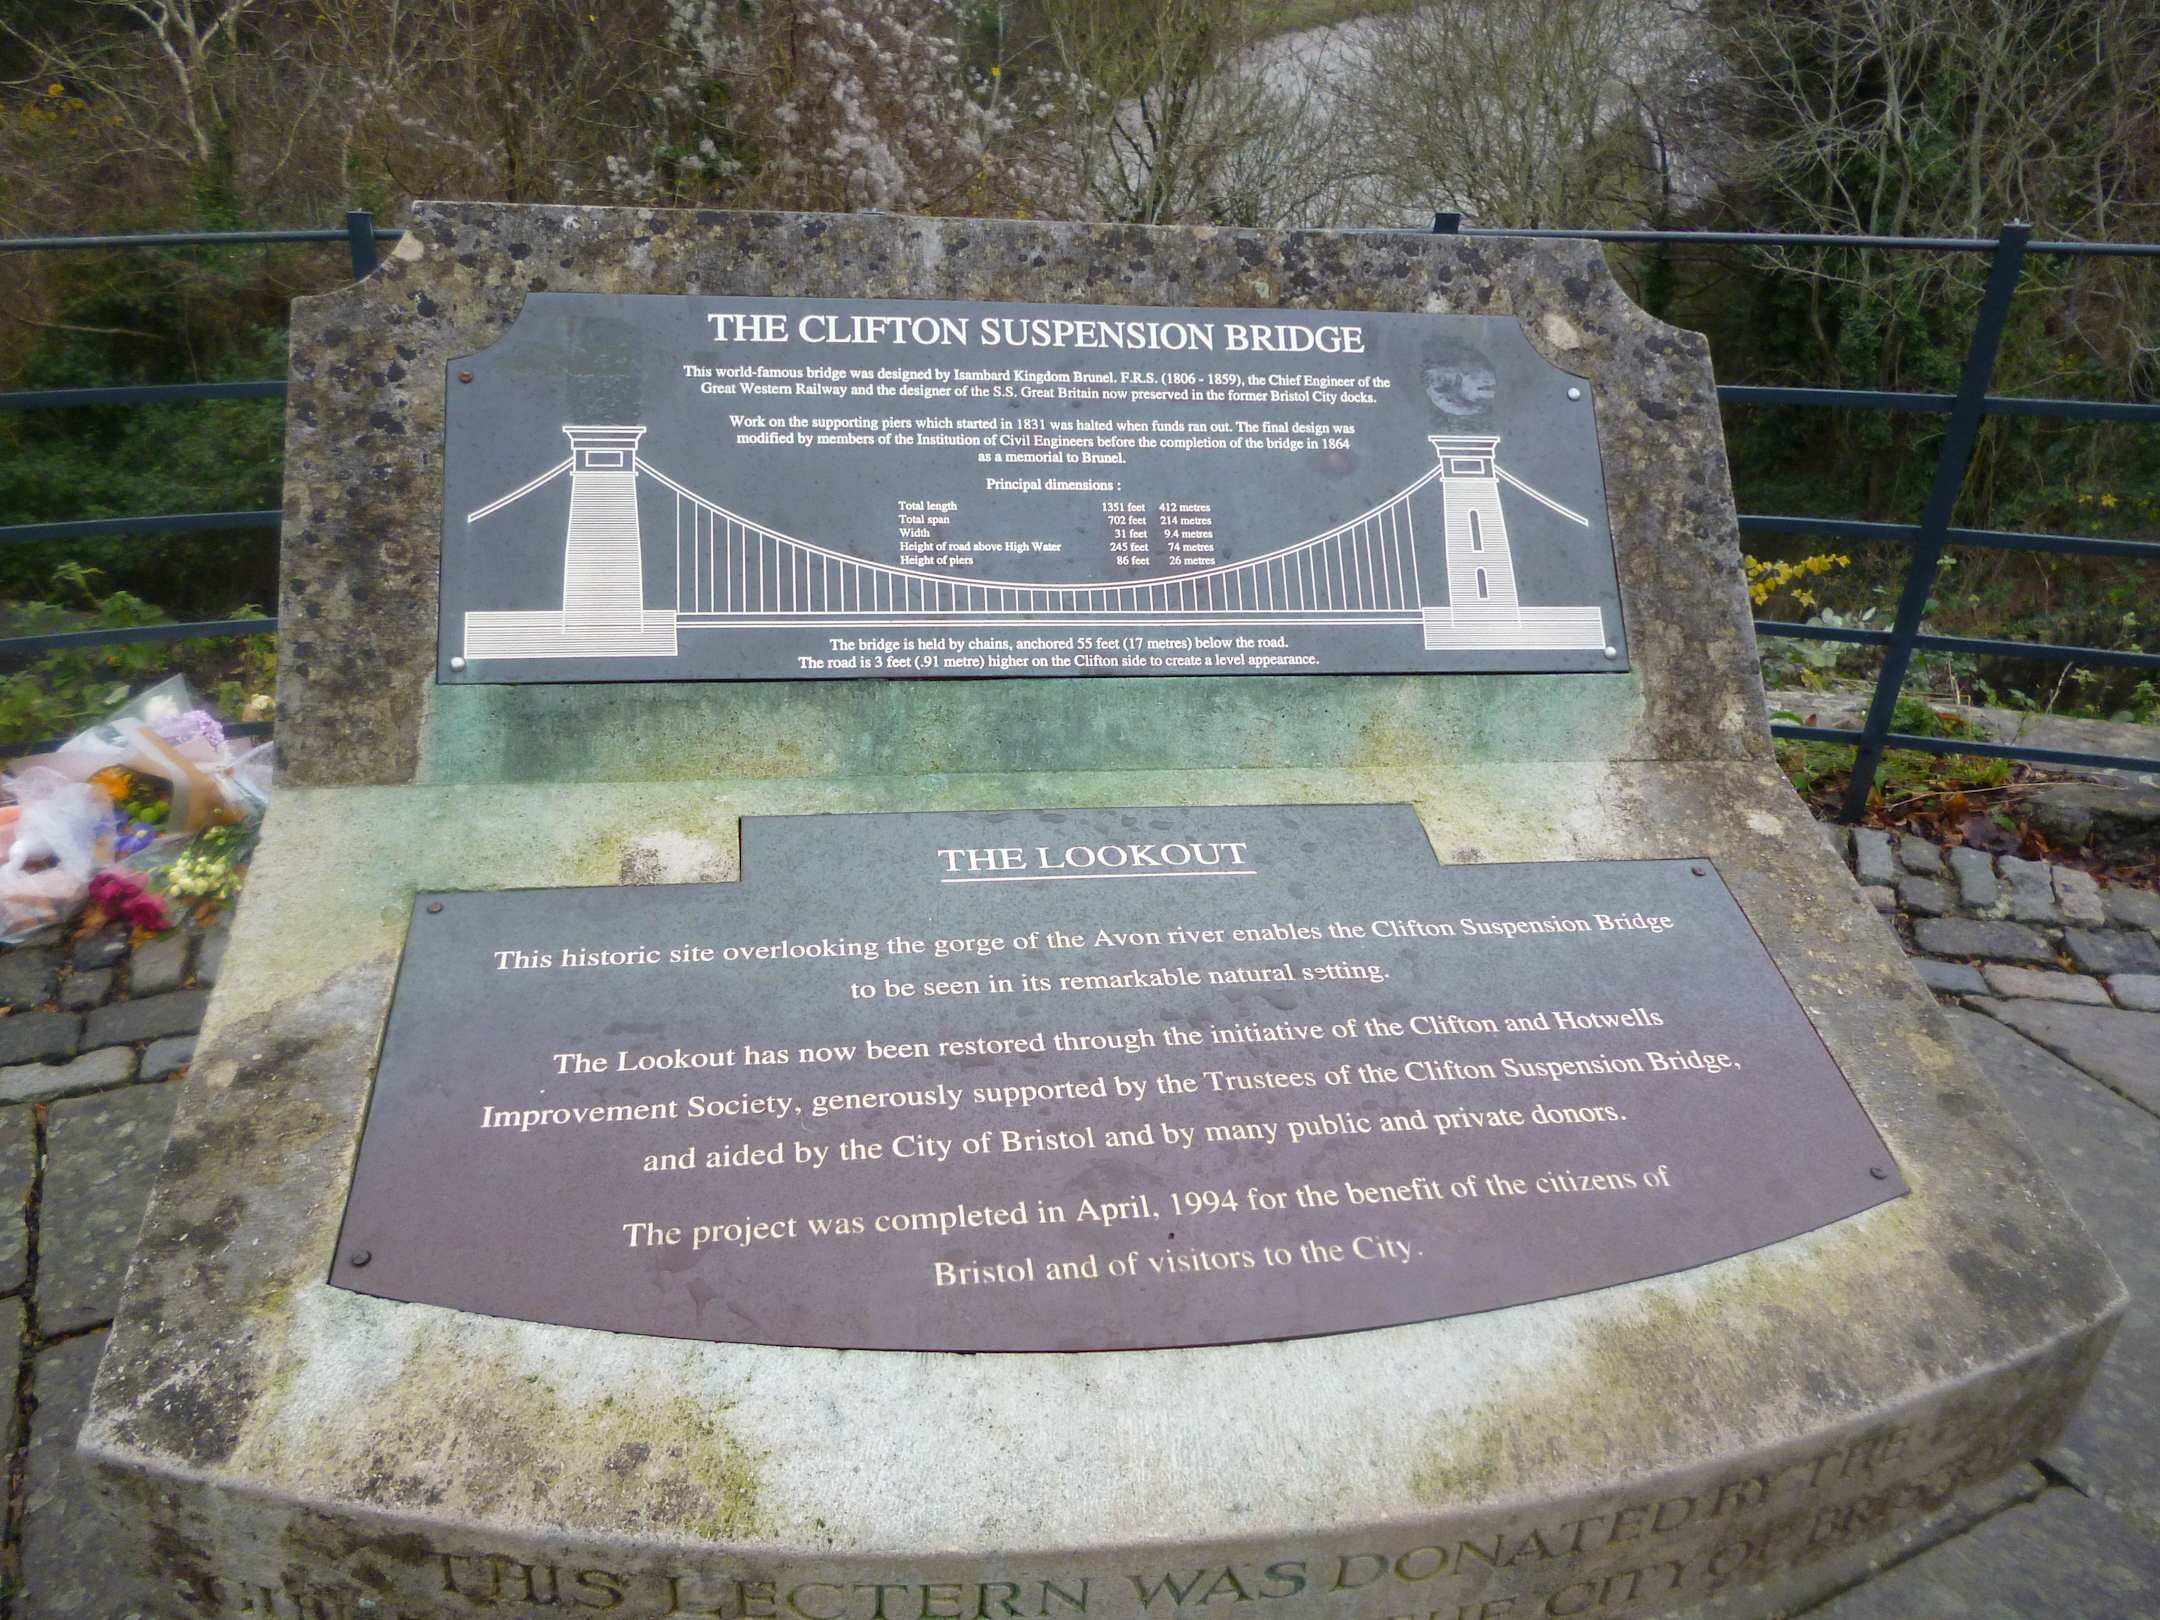 THE CLIFTON SUSPENSION BRIDGE
This world-famous bridge was designed by Isambard Kingdom Brunel. F.R.S. (1806 - 1859), the Chief Engineer of the
Great Western Railway and the designer of the S.S. Great Britain now preserved in the former Bristol City docks.
Work on the supporting piers which started in 1831 was halted when funds ran out. The final design was
modified by members of the Institution of Civil Engineers before the completion of the bridge in 1864
as a memorial to Brunel.
Principal dimensions :
Total length 1351 feet 412 metres
Total span 702 feet 214 metres
Width 31 feet 9.4 metres
Height of road above High Water 245 feet 74 metres
Height of piers 86 feet 26 metres
The bridge is held by chains, anchored 55 feet (17 metres) below the road.
The road is 3 feet (.91 metre) higher on the Clifton side to create a level appearance.
THE LOOKOUT
This historic site overlooking the gorge of the Avon river enables the Clifton Suspension Bridge
to be seen in its remarkable natural setting.
The Lookout has now been restored through the initiative of the Clifton and Hotwells
Improvement Society, generously supported by the Trustees of the Clifton Suspension Bridge,
and aided by the City of Bristol and by many public and private donors.
The project was completed in April, 1994 for the benefit of the citizens of
Bristol and of visitors to the City.
THIS LECTERN WAS DONATED BY THE
THE CITY OF BRISTOL